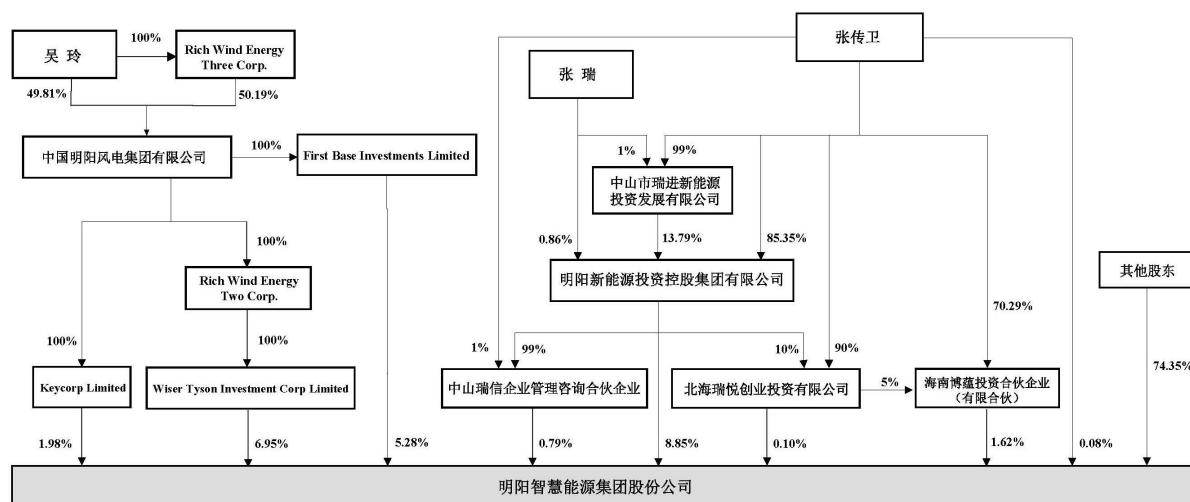 吴 玲
100%
Rich Wind Energy
Three Corp.
张传卫
张 瑞
49.81%
50.19%
中国明阳风电集团有限公司
100%
First Base Investments Limited
1%
99%
中山市瑞进新能源
投资发展有限公司
0.86%
13.79%
85.35%
100%
Rich Wind Energy
Two Corp.
明阳新能源投资控股集团有限公司
其他股东
70.29%
100%
100%
1%
99%
10%
90%
74.35%
Keycorp Limited
Wiser Tyson Investment Corp Limited
中山瑞信企业管理咨询合伙企业
北海瑞悦创业投资有限公司
5%
海南博蕴投资合伙企业
（有限合伙）
1.98%
6.95%
5.28%
0.79%
8.85%
0.10%
1.62%
0.08%
明阳智慧能源集团股份公司